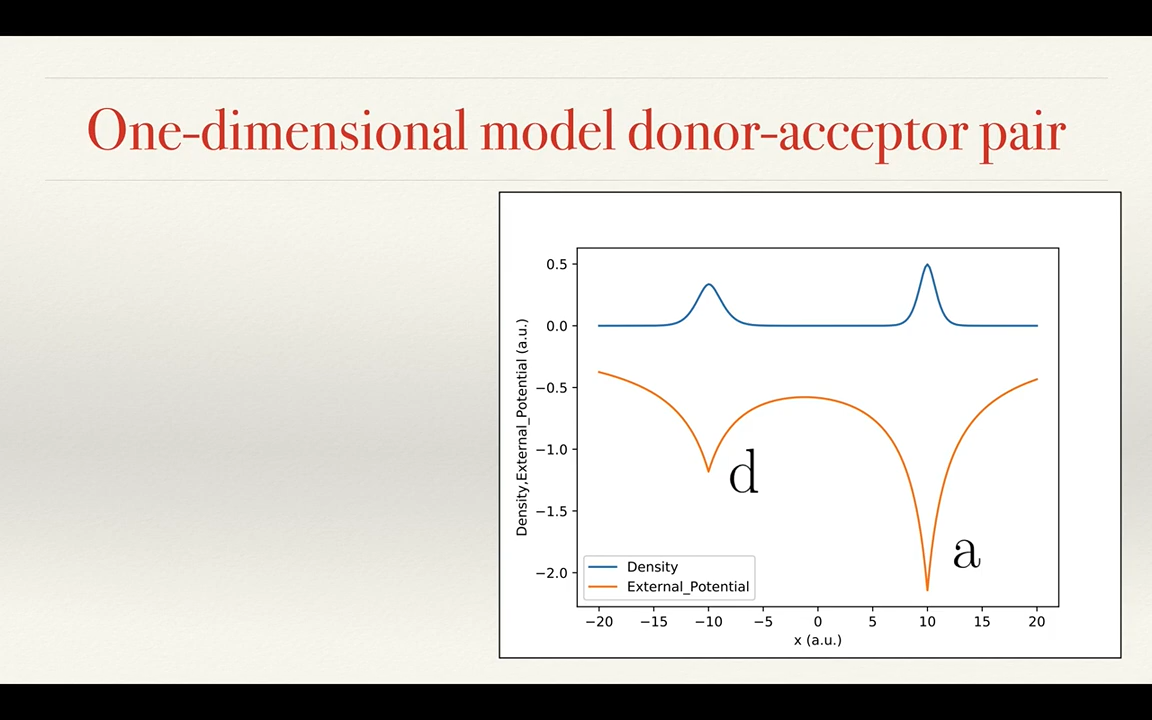 One-dimensional model donor-acceptor pair
0.5
0.0
−0.5
−1.0
−1.5
−2.0
Density,External_Potential (a.u.)
d
a
Density
External_Potential
−20 −15 −10 −5 0 5 10 15 20
x (a.u.)